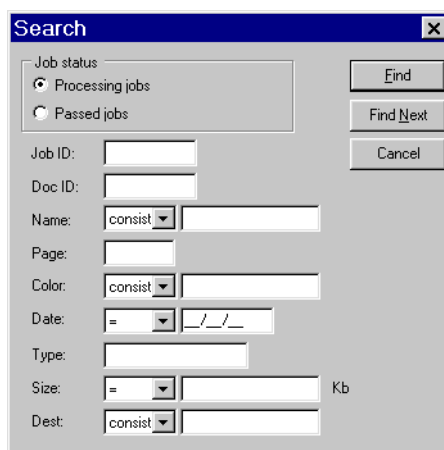 Search
Job status
Processing jobs
Passed jobs
Find
Find Next
Cancel
Job ID:
Doc ID:
Name: consist
Page:
Color: consist
Date: = __/__/__
Type:
Size: = Kb
Dest: consist